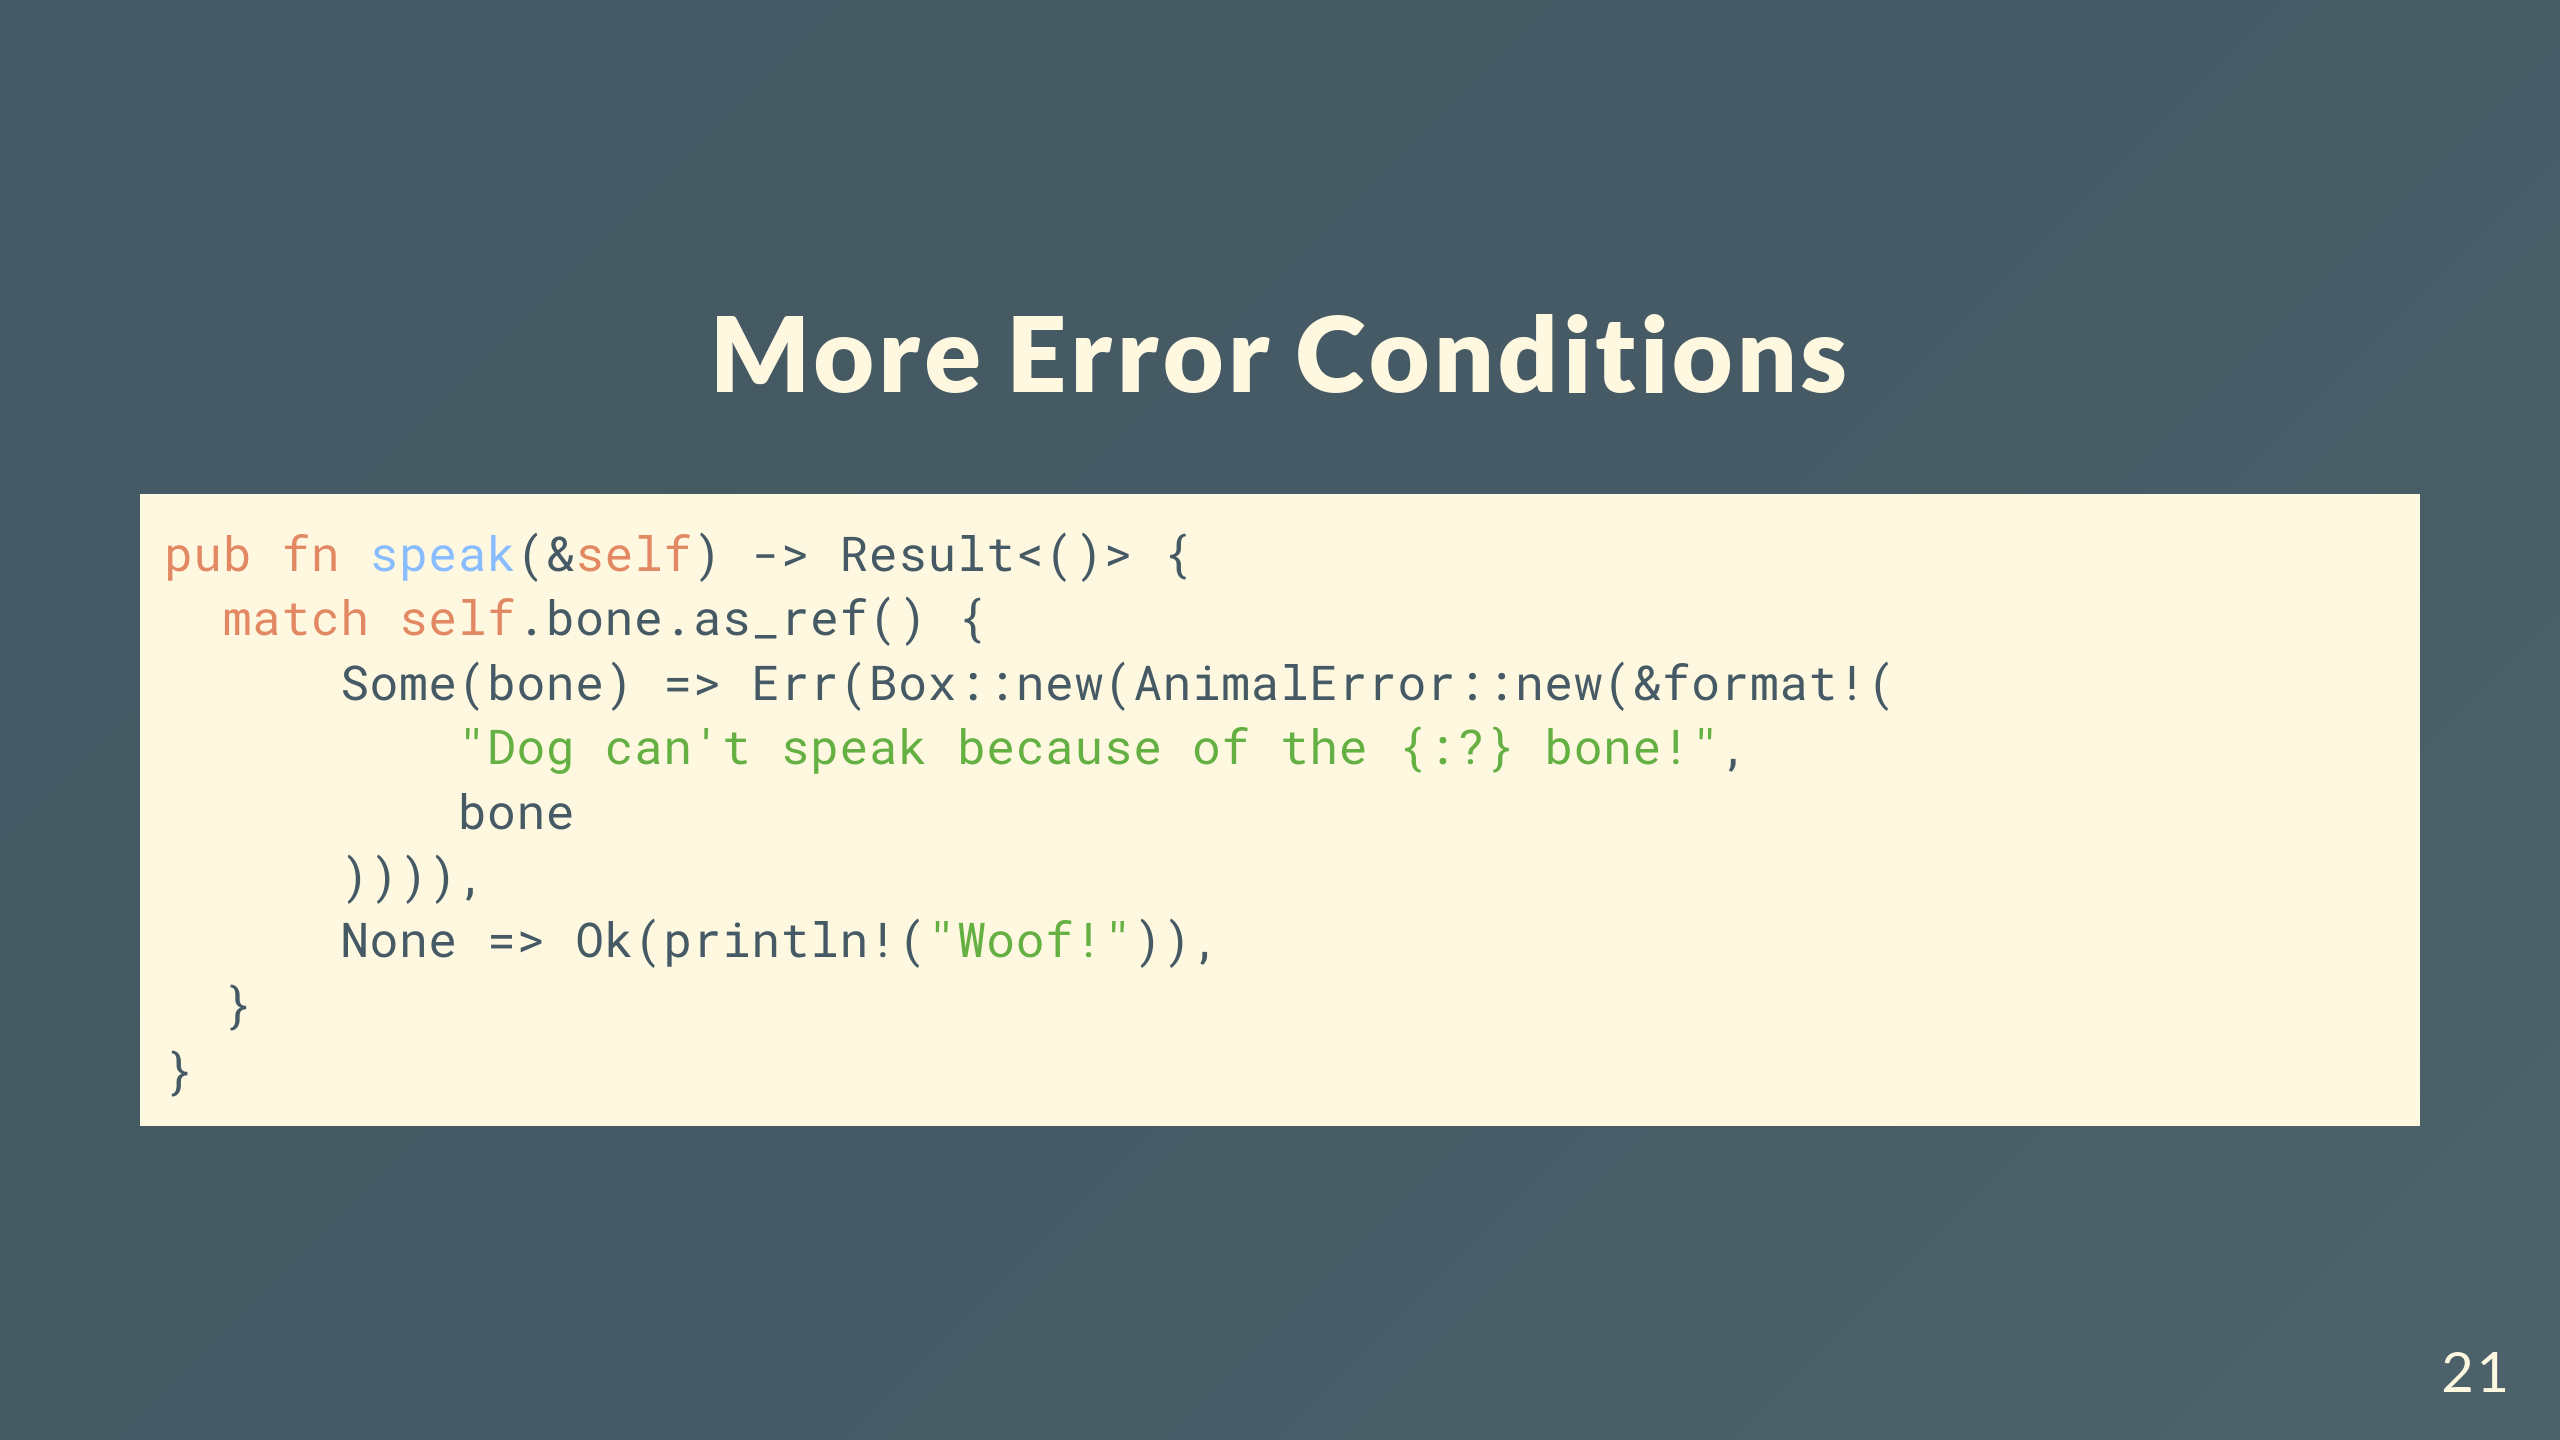 More Error Conditions
pub fn speak(&self) -> Result<()> {
  match self.bone.as_ref() {
      Some(bone) => Err(Box::new(AnimalError::new(&format!(
          "Dog can't speak because of the {:?} bone!",
          bone
      )))),
      None => Ok(println!("Woof!")),
  }
}
21